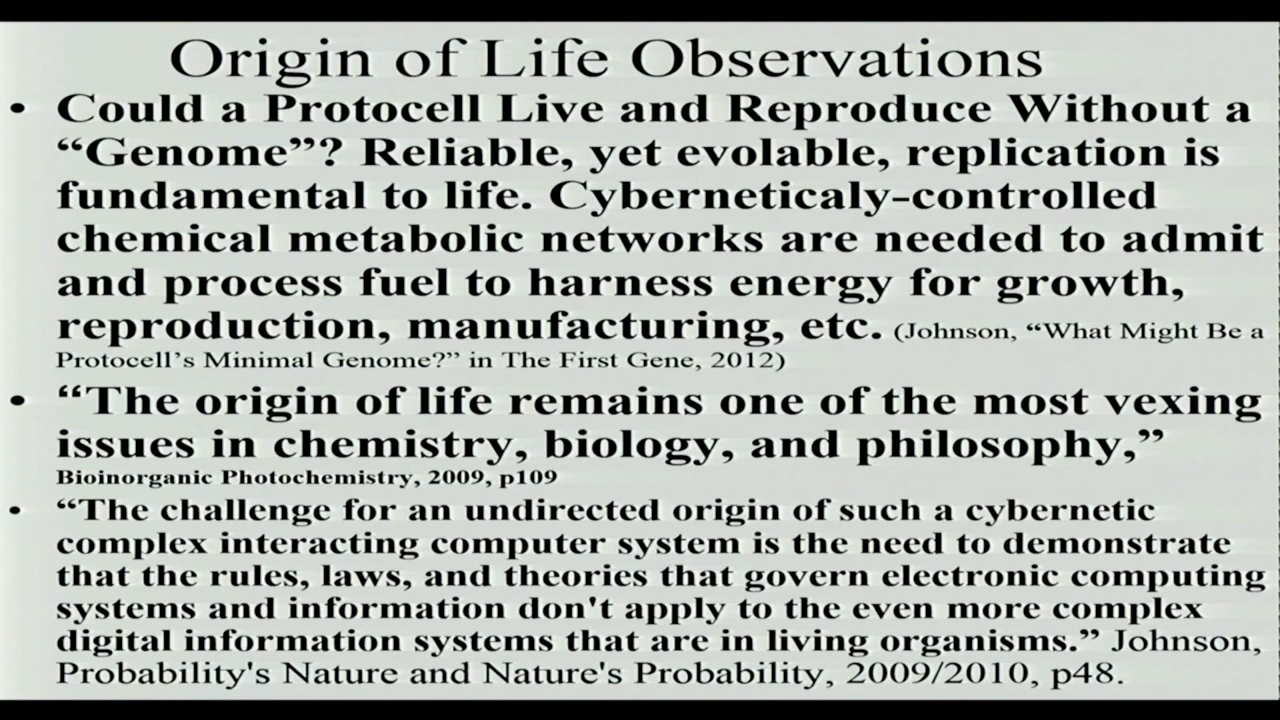 Origin of Life Observations
• Could a Protocell Live and Reproduce Without a
“Genome”? Reliable, yet evolable, replication is
fundamental to life. Cyberneticaly-controlled
chemical metabolic networks are needed to admit
and process fuel to harness energy for growth,
reproduction, manufacturing, etc. (Johnson, “What Might Be a
Protocell’s Minimal Genome?” in The First Gene, 2012)
• “The origin of life remains one of the most vexing
issues in chemistry, biology, and philosophy,”
Bioinorganic Photochemistry, 2009, p109
• “The challenge for an undirected origin of such a cybernetic
complex interacting computer system is the need to demonstrate
that the rules, laws, and theories that govern electronic computing
systems and information don't apply to the even more complex
digital information systems that are in living organisms.” Johnson,
Probability's Nature and Nature's Probability, 2009/2010, p48.